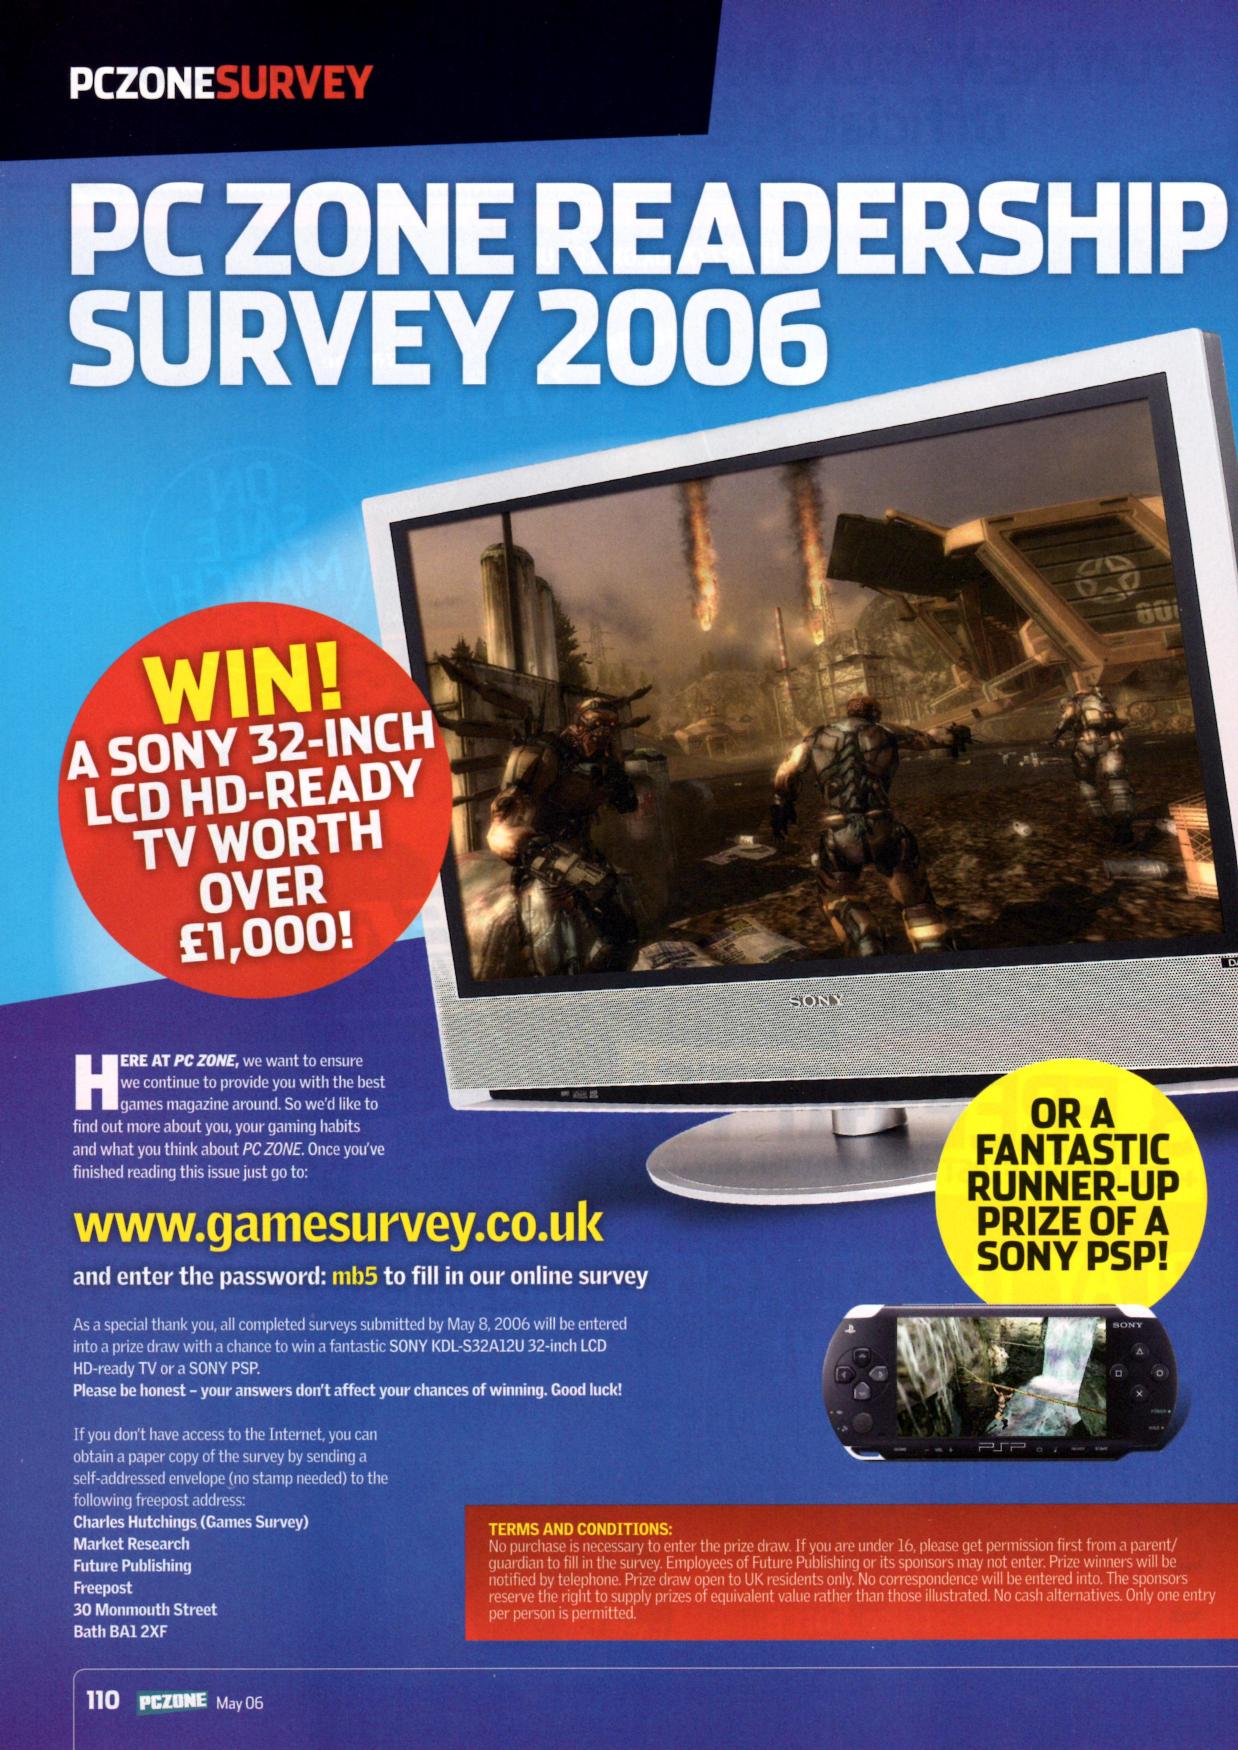 PCZONESURVEY
PC ZONE READERSHIP
SURVEY 2006
WIN!
A SONY 32-INCH
LCD HD-READY
TV WORTH
OVER
£1,000!
SONY
HERE AT PC ZONE, we want to ensure
we continue to provide you with the best
games magazine around. So we'd like to
find out more about you, your gaming habits
and what you think about PC ZONE. Once you've
finished reading this issue just go to:
www.gamesurvey.co.uk
and enter the password: mb5 to fill in our online survey
As a special thank you, all completed surveys submitted by May 8, 2006 will be entered
into a prize draw with a chance to win a fantastic SONY KDL-S32A12U 32-inch LCD
HD-ready TV or a SONY PSP.
Please be honest – your answers don't affect your chances of winning. Good luck!
If you don't have access to the Internet, you can
obtain a paper copy of the survey by sending a
self-addressed envelope (no stamp needed) to the
following freepost address:
Charles Hutchings (Games Survey)
Market Research
Future Publishing
Freepost
30 Monmouth Street
Bath BA1 2XF
OR A
FANTASTIC
RUNNER-UP
PRIZE OF A
SONY PSP!
SONY
PSP
TERMS AND CONDITIONS:
No purchase is necessary to enter the prize draw. If you are under 16, please get permission first from a parent/
guardian to fill in the survey. Employees of Future Publishing or its sponsors may not enter. Prize winners will be
notified by telephone. Prize draw open to UK residents only. No correspondence will be entered into. The sponsors
reserve the right to supply prizes of equivalent value rather than those illustrated. No cash alternatives. Only one entry
per person is permitted.
110 PCZONE May 06